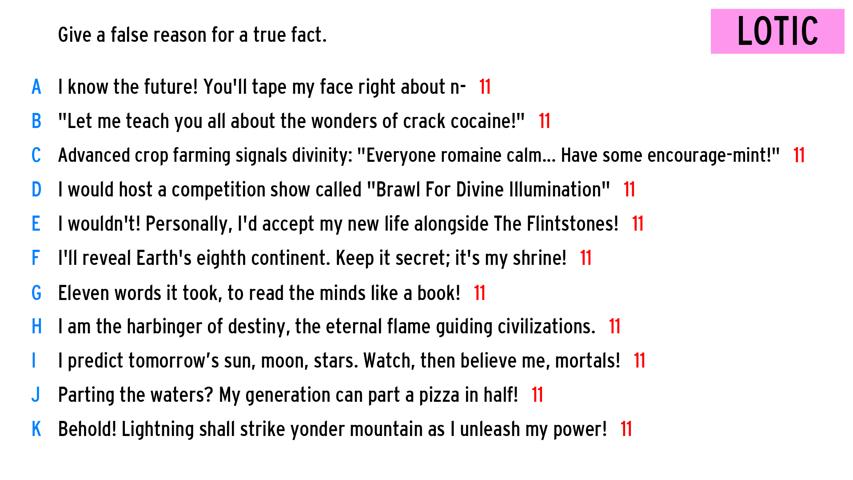 Give a false reason for a true fact.
LOTIC
A I know the future! You'll tape my face right about n- 11
B "Let me teach you all about the wonders of crack cocaine!" 11
C Advanced crop farming signals divinity: "Everyone romaine calm... Have some encourage-mint!" 11
D I would host a competition show called "Brawl For Divine Illumination" 11
E I wouldn't! Personally, I'd accept my new life alongside The Flintstones! 11
F I'll reveal Earth's eighth continent. Keep it secret; it's my shrine! 11
G Eleven words it took, to read the minds like a book! 11
H I am the harbinger of destiny, the eternal flame guiding civilizations. 11
I I predict tomorrow's sun, moon, stars. Watch, then believe me, mortals! 11
J Parting the waters? My generation can part a pizza in half! 11
K Behold! Lightning shall strike yonder mountain as I unleash my power! 11